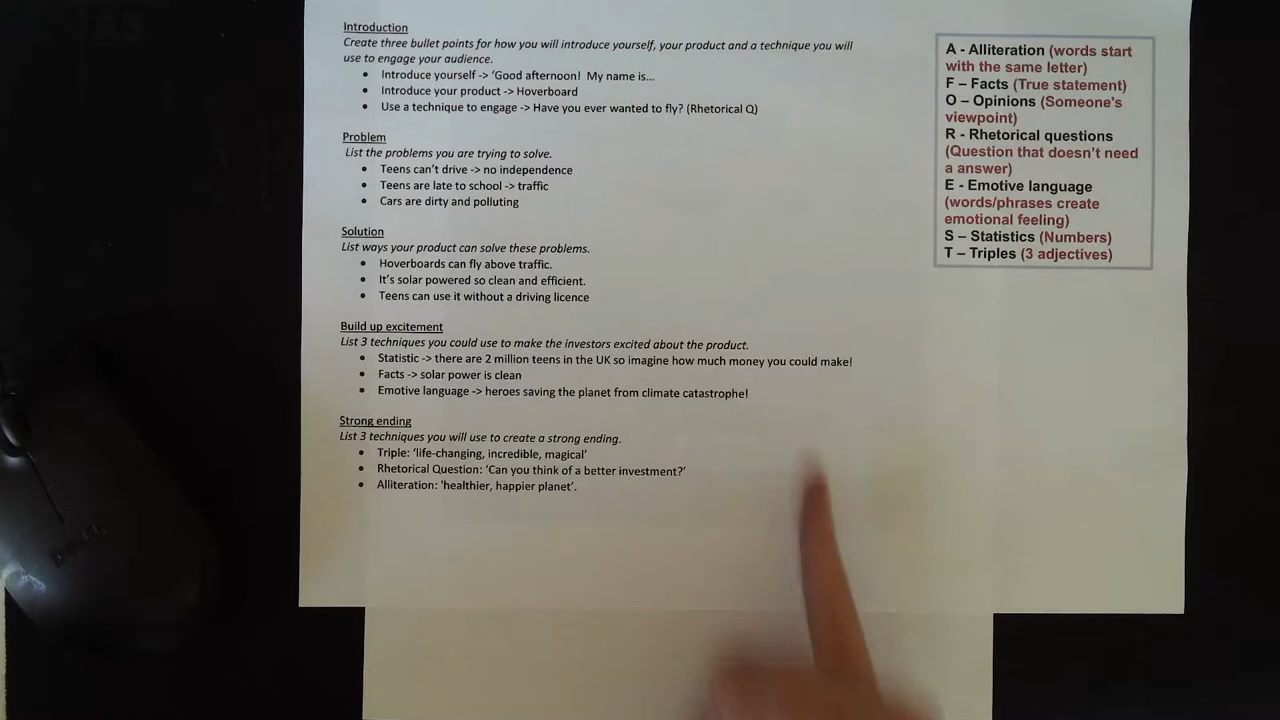 Introduction
Create three bullet points for how you will introduce yourself, your product and a technique you will
use to engage your audience.
• Introduce yourself -> 'Good afternoon! My name is...
• Introduce your product -> Hoverboard
• Use a technique to engage -> Have you ever wanted to fly? (Rhetorical Q)
Problem
List the problems you are trying to solve.
• Teens can't drive -> no independence
• Teens are late to school -> traffic
• Cars are dirty and polluting
Solution
List ways your product can solve these problems.
• Hoverboards can fly above traffic.
• It's solar powered so clean and efficient.
• Teens can use it without a driving licence
Build up excitement
List 3 techniques you could use to make the investors excited about the product.
• Statistic -> there are 2 million teens in the UK so imagine how much money you could make!
• Facts -> solar power is clean
• Emotive language -> heroes saving the planet from climate catastrophe!
Strong ending
List 3 techniques you will use to create a strong ending.
• Triple: 'life-changing, incredible, magical'
• Rhetorical Question: 'Can you think of a better investment?'
• Alliteration: 'healthier, happier planet'.
A - Alliteration (words start
with the same letter)
F – Facts (True statement)
O – Opinions (Someone's
viewpoint)
R - Rhetorical questions
(Question that doesn't need
a answer)
E - Emotive language
(words/phrases create
emotional feeling)
S – Statistics (Numbers)
T – Triples (3 adjectives)